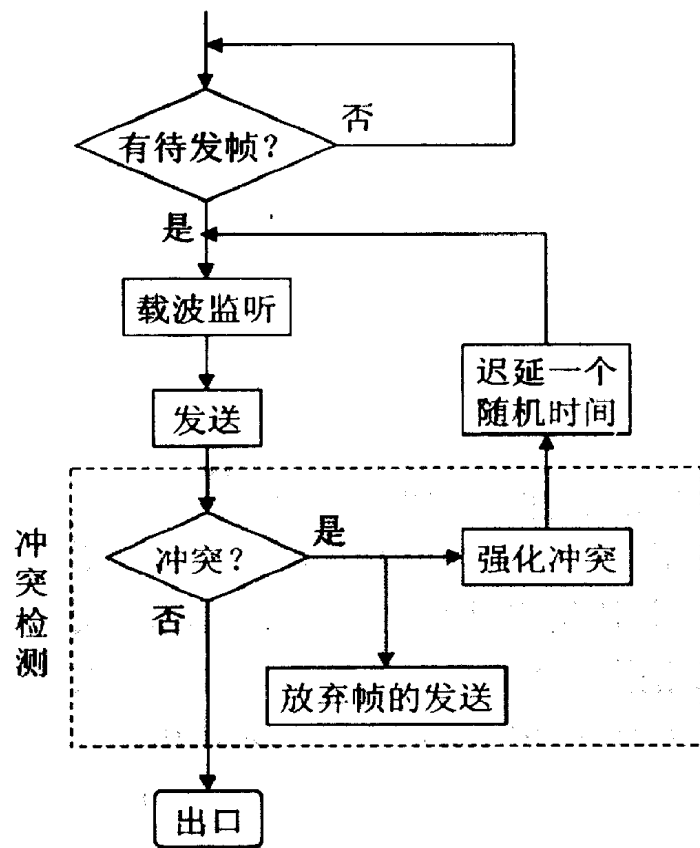 有待发帧?
否
是
载波监听
发送
迟延一个
随机时间
冲突检测
冲突?
是
强化冲突
否
放弃帧的发送
出口